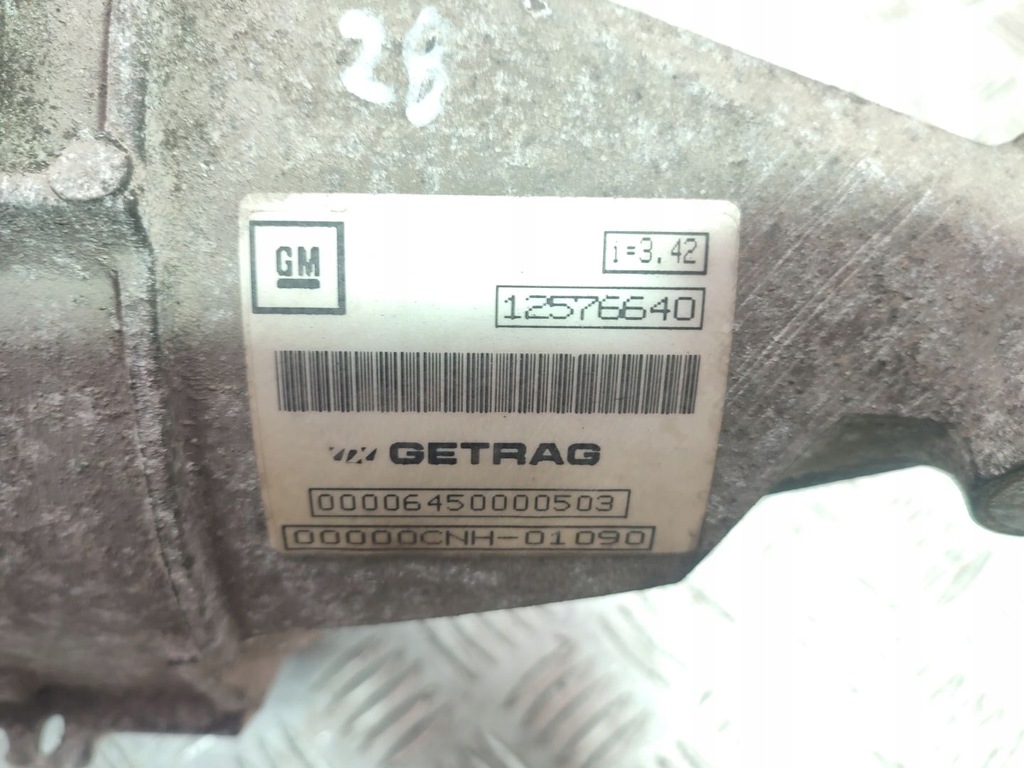 28
GM
i=3.42
12576640
GETRAG
00006450000503
00000CNH-01090